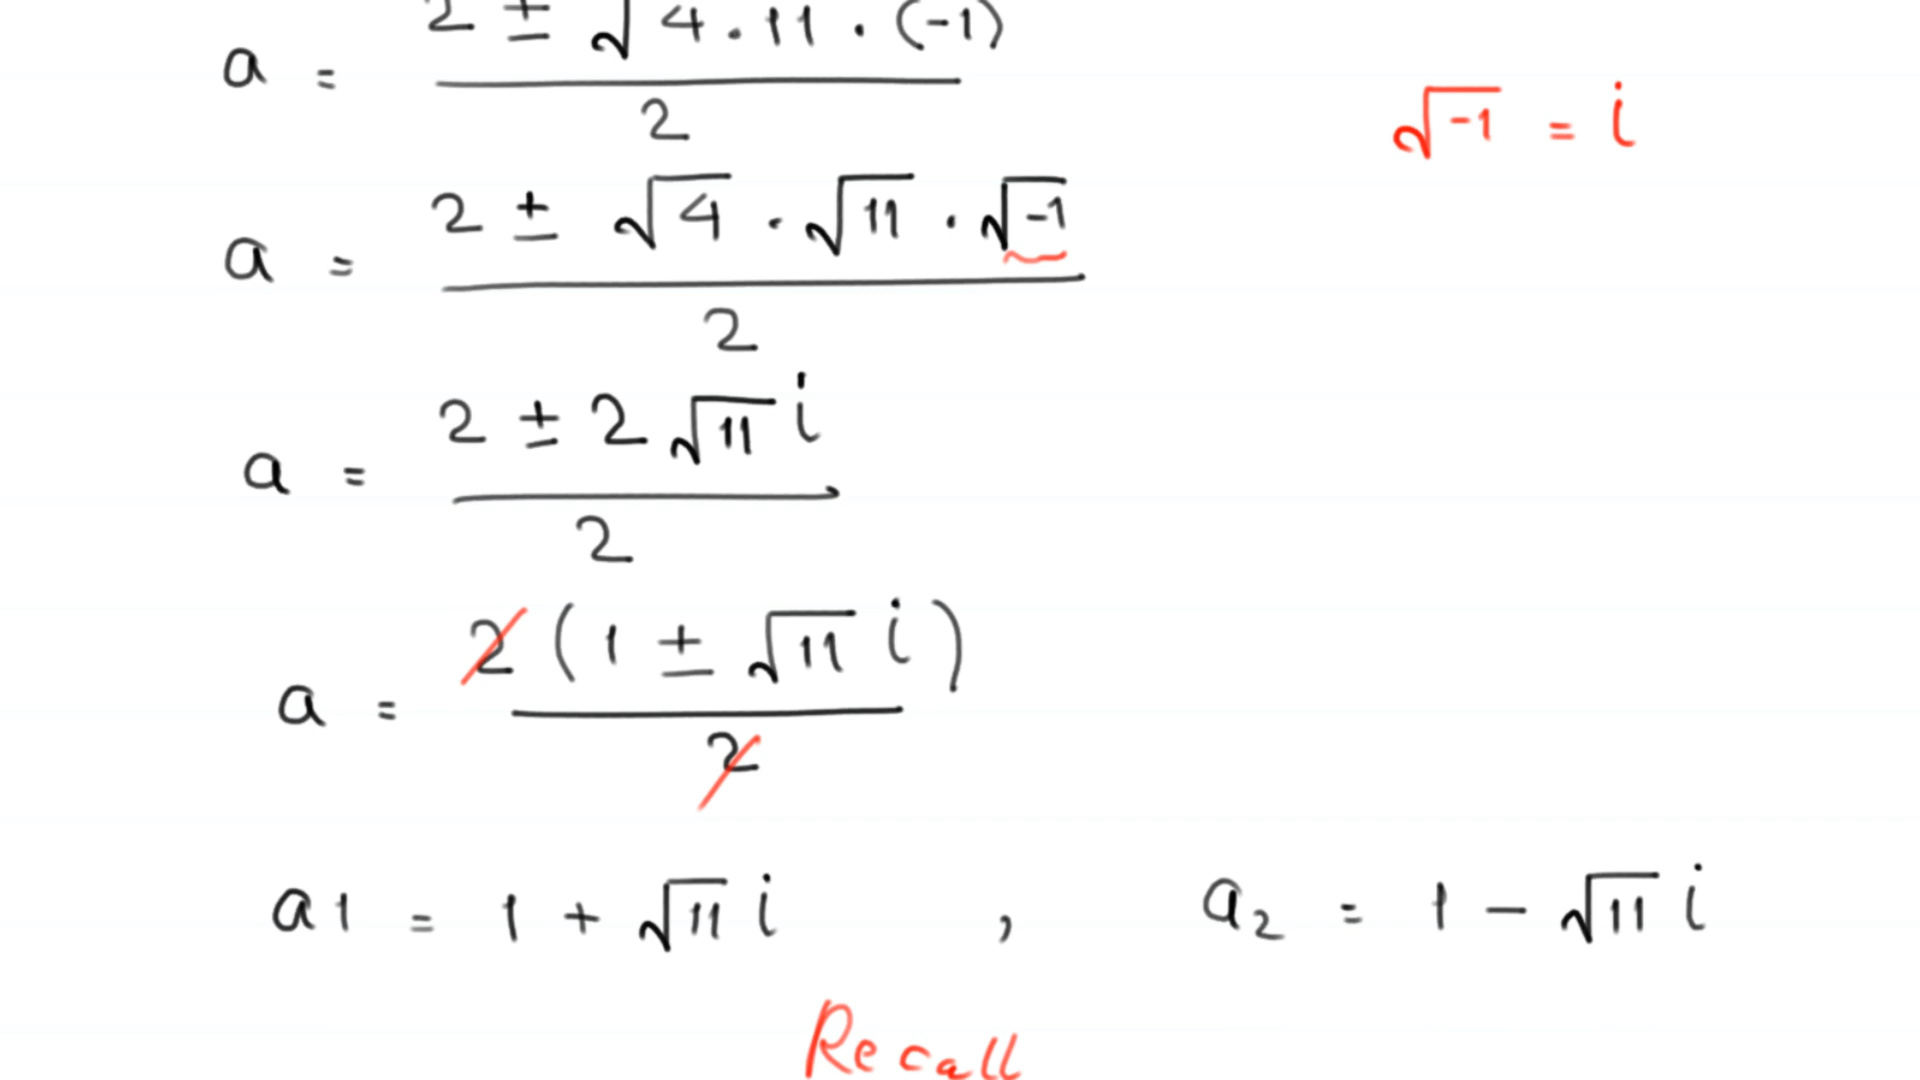 a = (2 ± √4 · 11 · (-1)) / 2
√-1 = i
a = (2 ± √4 · √11 · √-1) / 2
a = (2 ± 2√11 i) / 2
a = 2 (1 ± √11 i) / 2
a1 = 1 + √11 i , a2 = 1 - √11 i
Recall